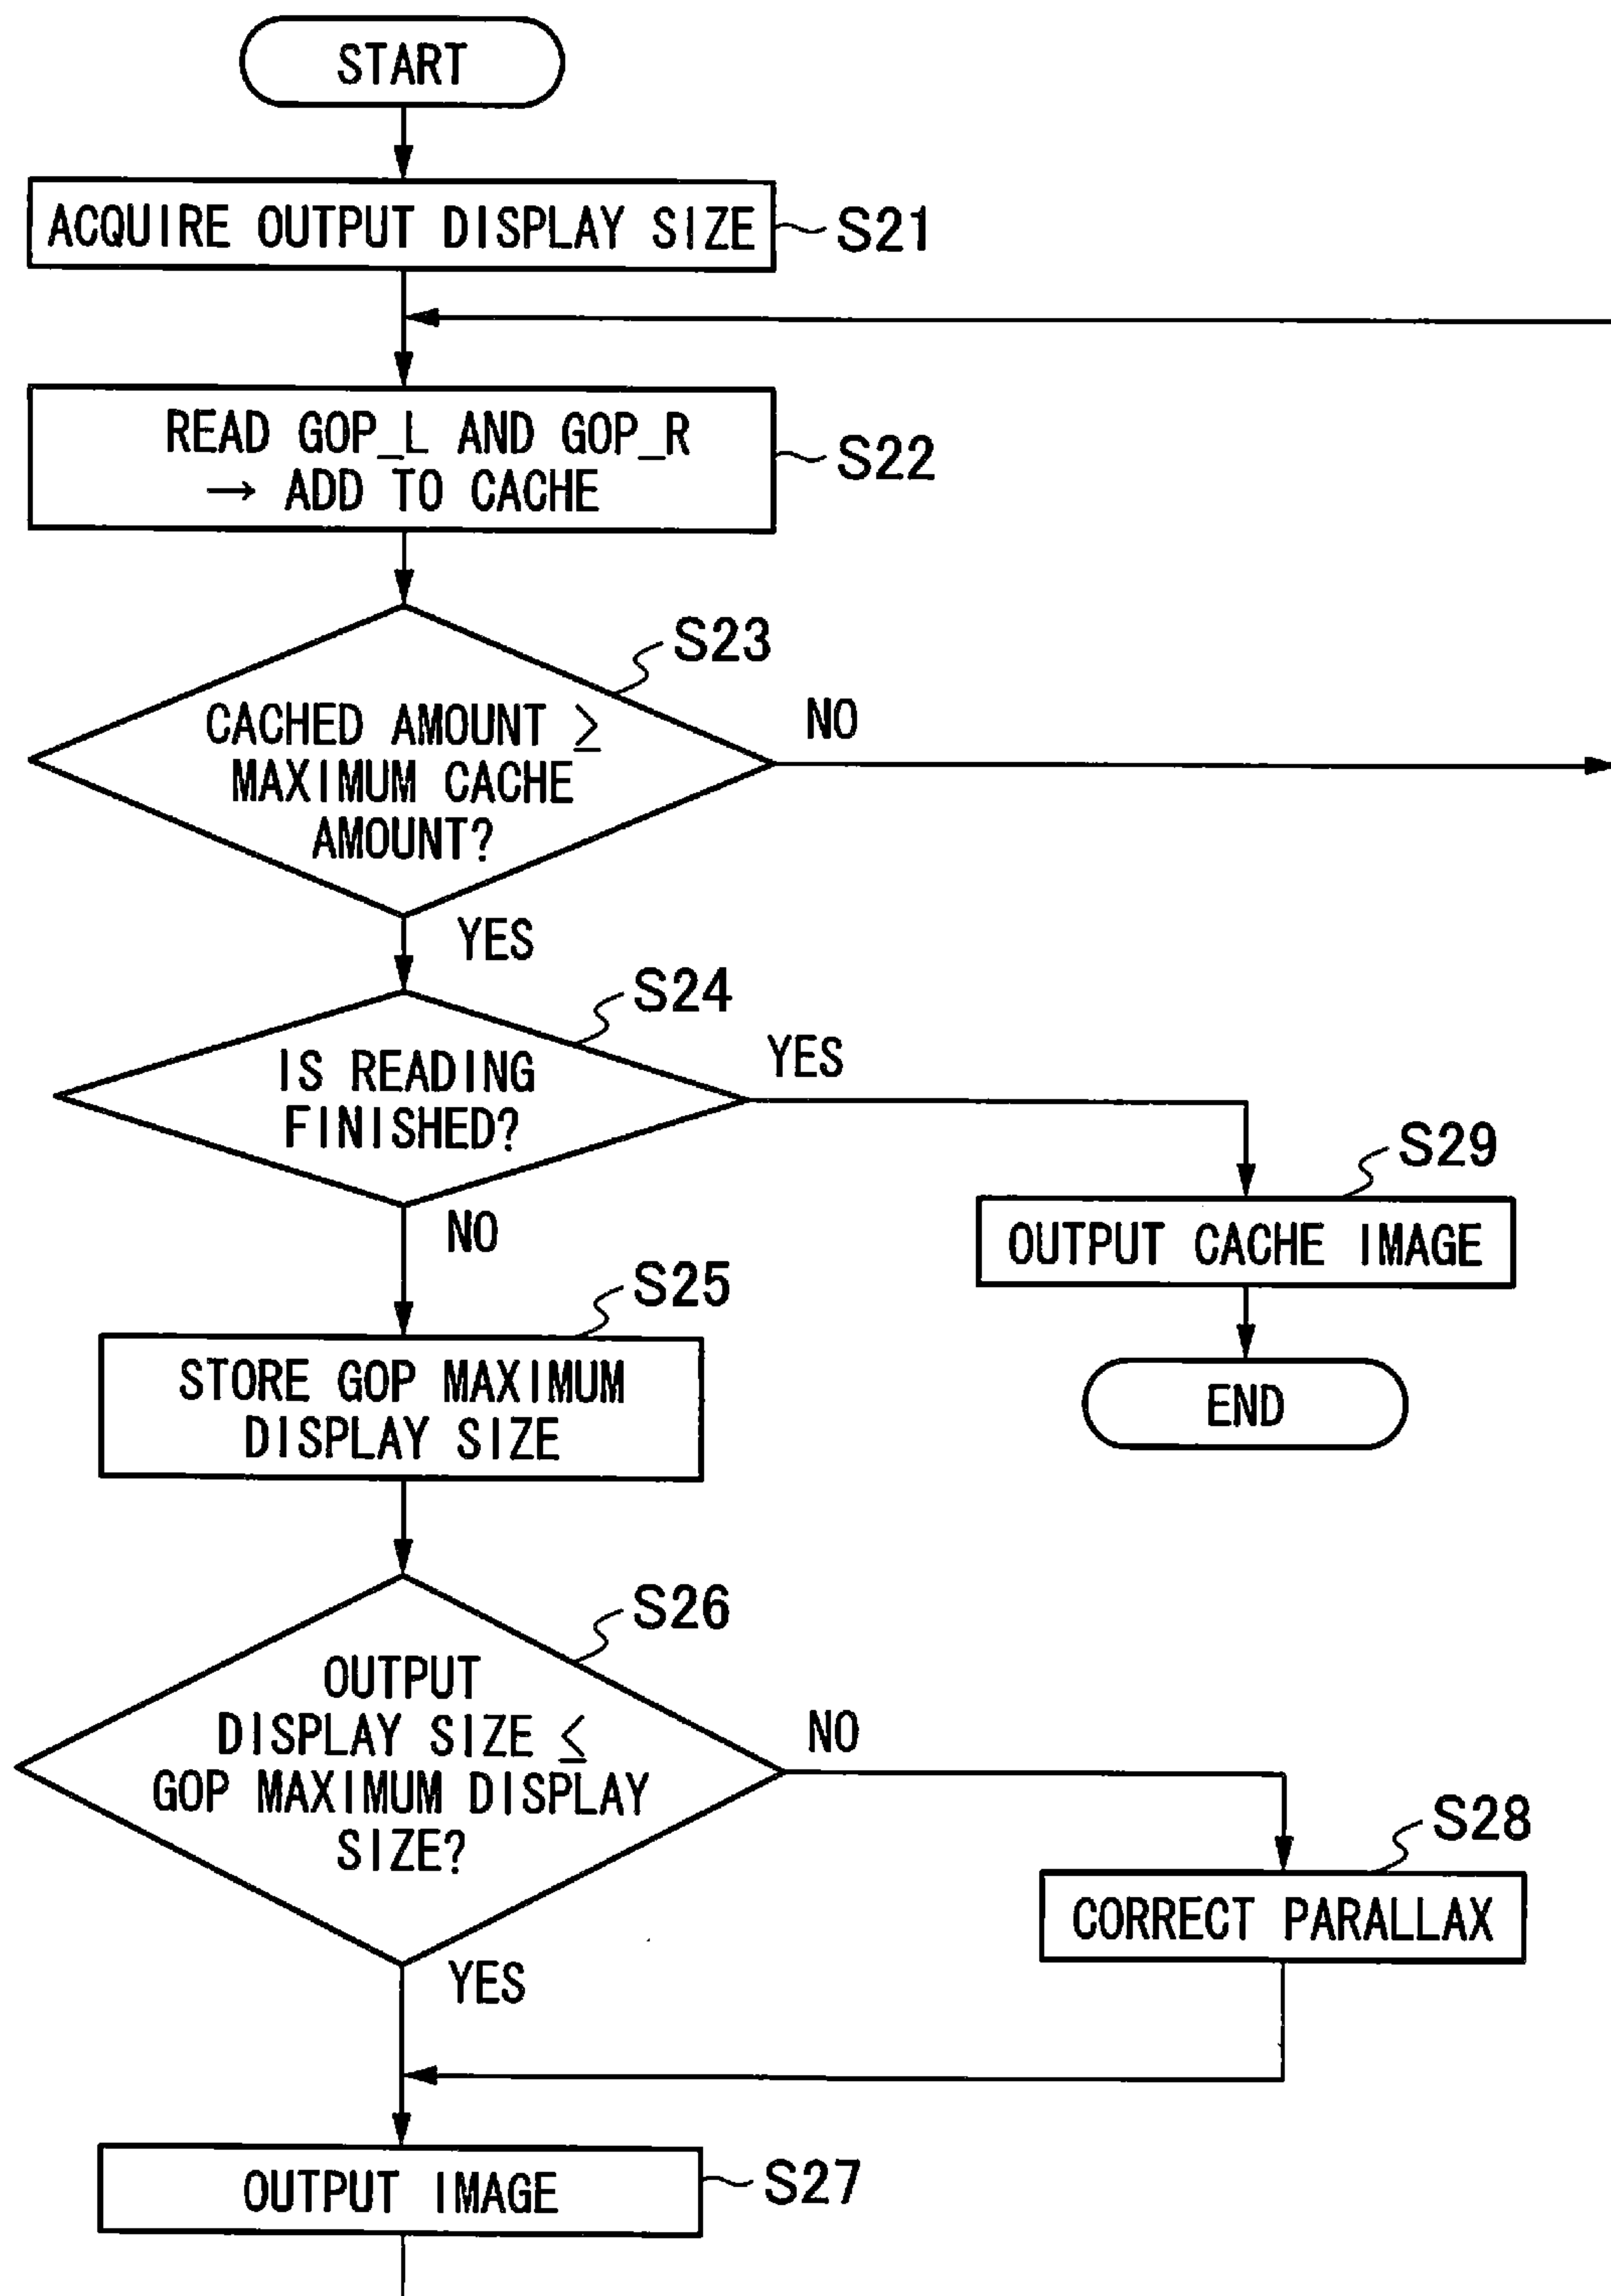 START
ACQUIRE OUTPUT DISPLAY SIZE
S21
READ GOP_L AND GOP_R
→ ADD TO CACHE
S22
S23
CACHED AMOUNT ≥
MAXIMUM CACHE
AMOUNT?
NO
YES
S24
IS READING
FINISHED?
YES
NO
S29
OUTPUT CACHE IMAGE
END
S25
STORE GOP MAXIMUM
DISPLAY SIZE
S26
OUTPUT
DISPLAY SIZE ≤
GOP MAXIMUM DISPLAY
SIZE?
NO
YES
S28
CORRECT PARALLAX
OUTPUT IMAGE
S27